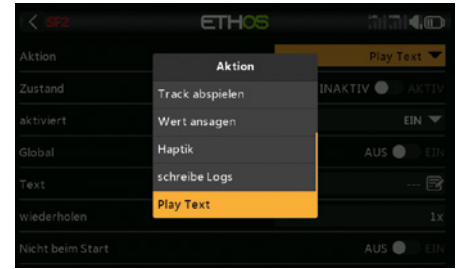 < SF2 ETHOS
Aktion Play Text
Zustand INAKTIV AKTIV
aktiviert EIN
Global AUS EIN
Text ---
wiederholen 1x
Nicht beim Start AUS EIN
Aktion
Track abspielen
Wert ansagen
Haptik
schreibe Logs
Play Text